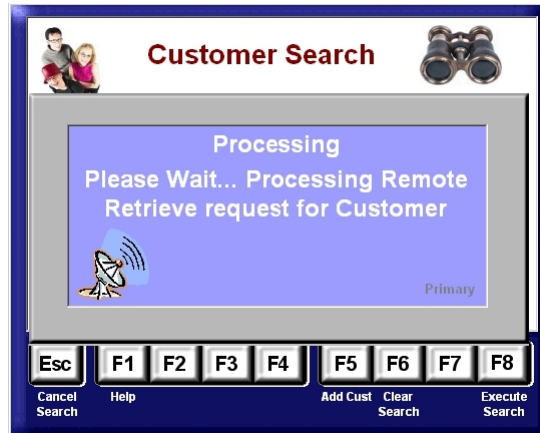 Customer Search
Processing
Please Wait... Processing Remote
Retrieve request for Customer
Primary
Esc F1 F2 F3 F4 F5 F6 F7 F8
Cancel Search Help Add Cust Clear Search Execute Search